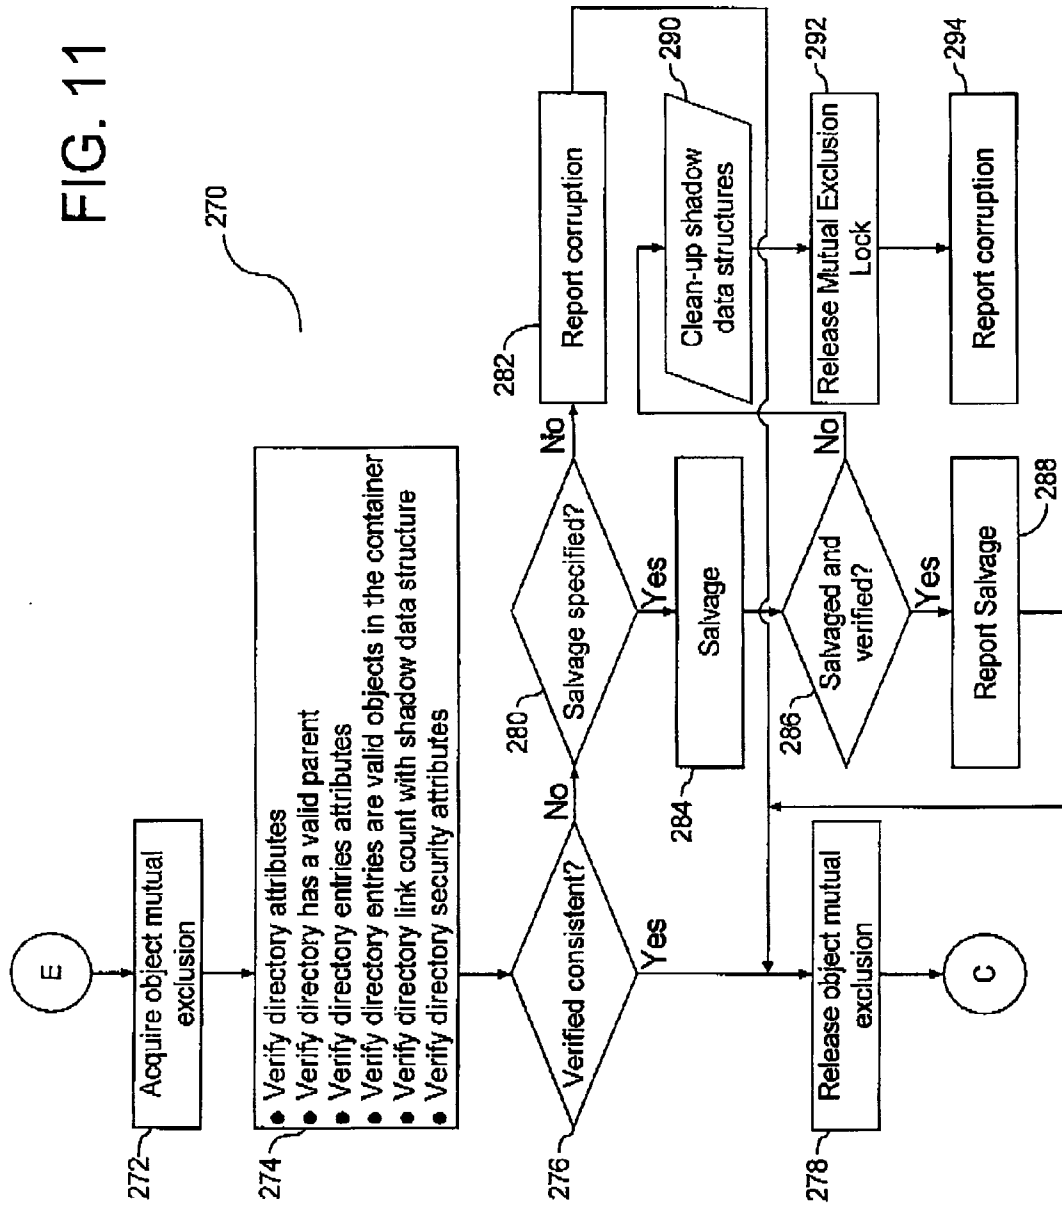 FIG. 11
270
E
272
Acquire object mutual
exclusion
274
● Verify directory attributes
● Verify directory has a valid parent
● Verify directory entries attributes
● Verify directory entries are valid objects in the container
● Verify directory link count with shadow data structure
● Verify directory security attributes
276
Verified consistent?
No
Yes
278
Release object mutual
exclusion
C
280
Salvage specified?
No
Yes
282
Report corruption
284
Salvage
286
Salvaged and
verified?
No
Yes
288
Report Salvage
290
Clean-up shadow
data structures
292
Release Mutual Exclusion
Lock
294
Report corruption